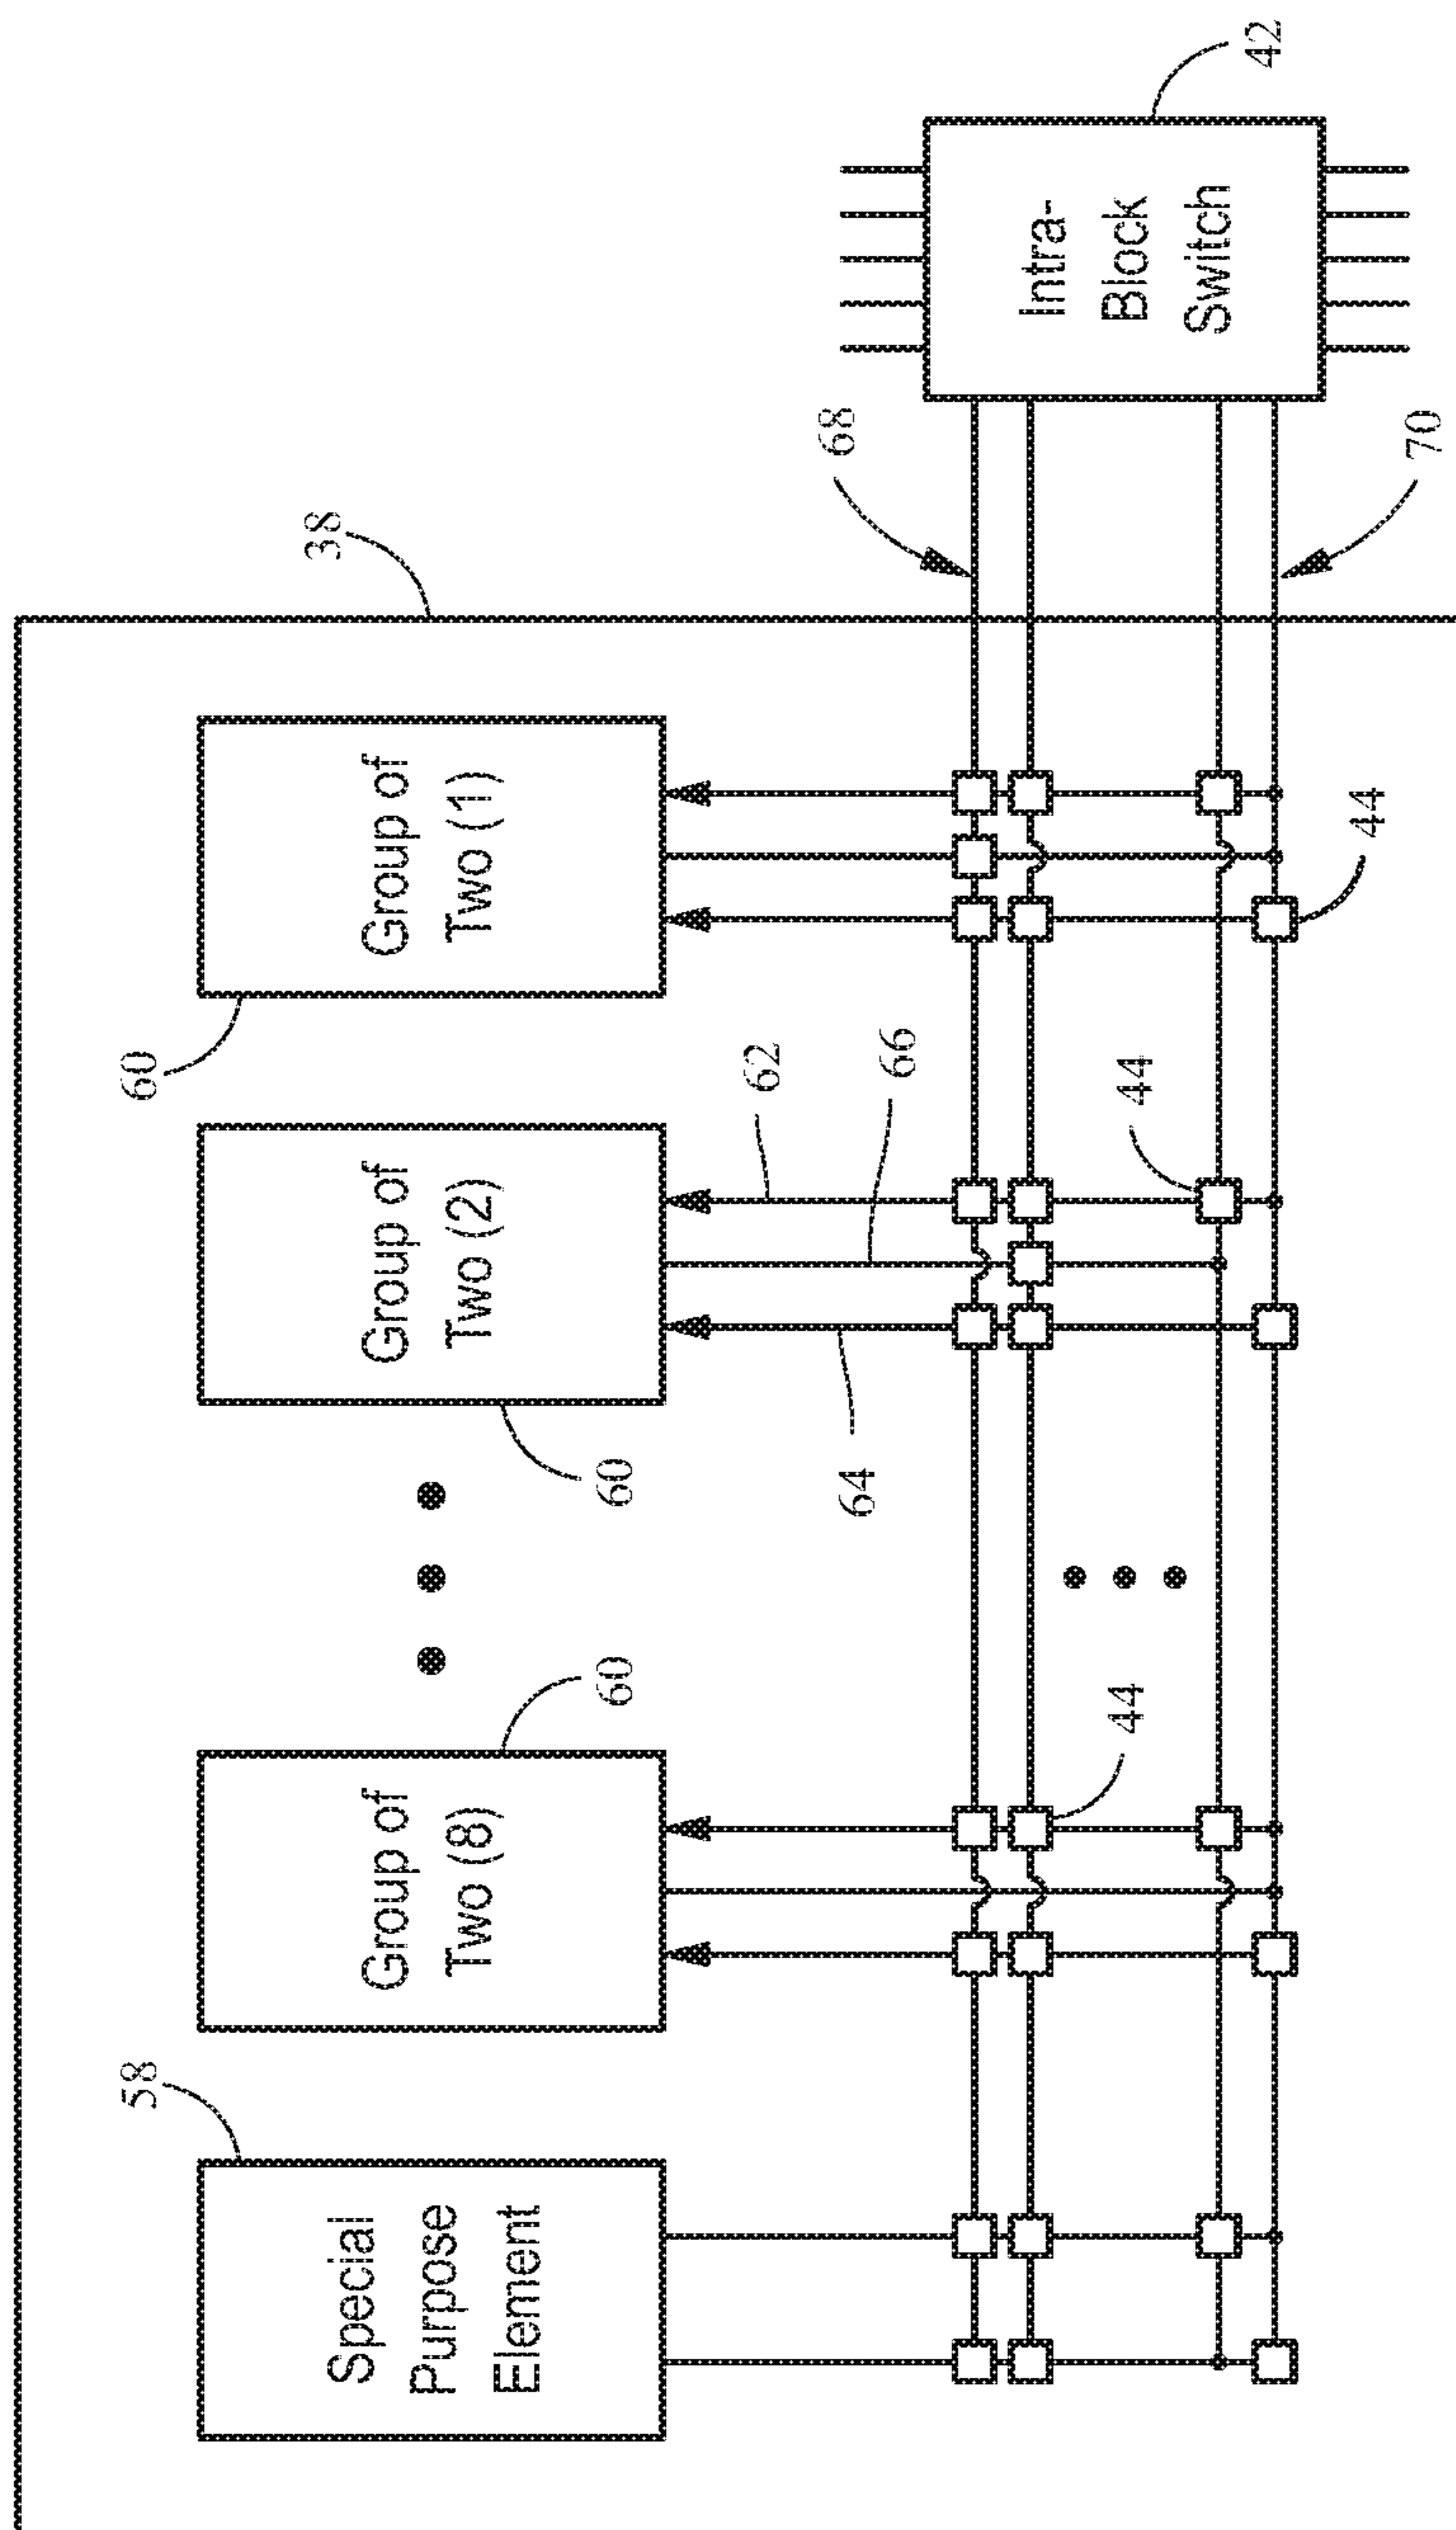 38
58
Special
Purpose
Element
60
Group of
Two (8)
60
Group of
Two (2)
60
Group of
Two (1)
64
66
62
44
44
44
68
70
42
Intra-
Block
Switch